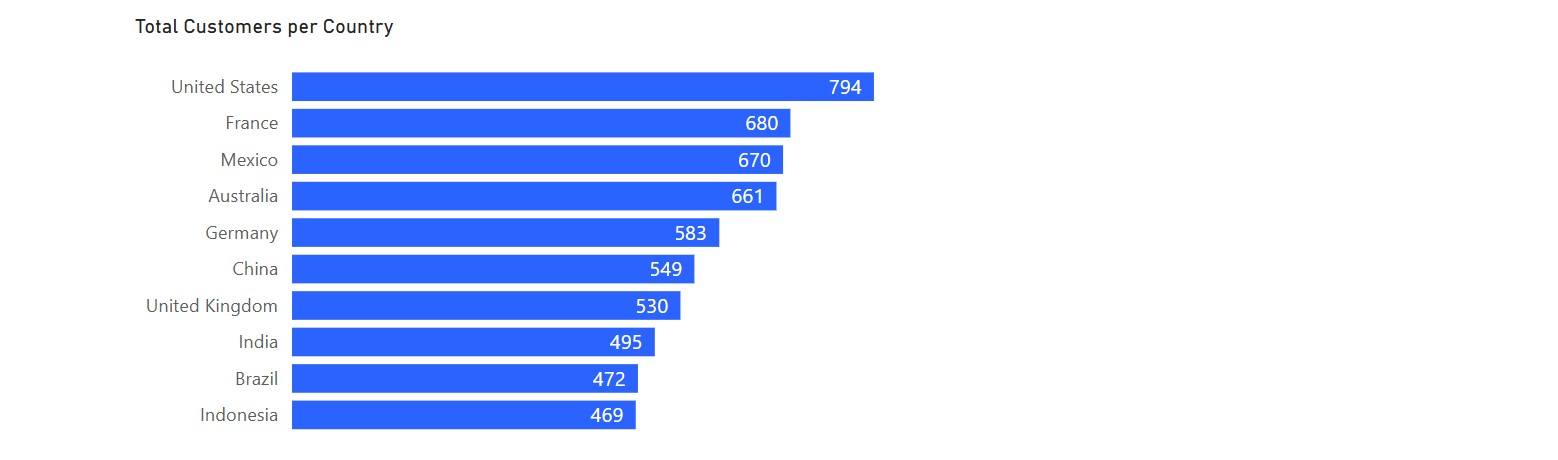 Total Customers per Country
United States 794
France 680
Mexico 670
Australia 661
Germany 583
China 549
United Kingdom 530
India 495
Brazil 472
Indonesia 469